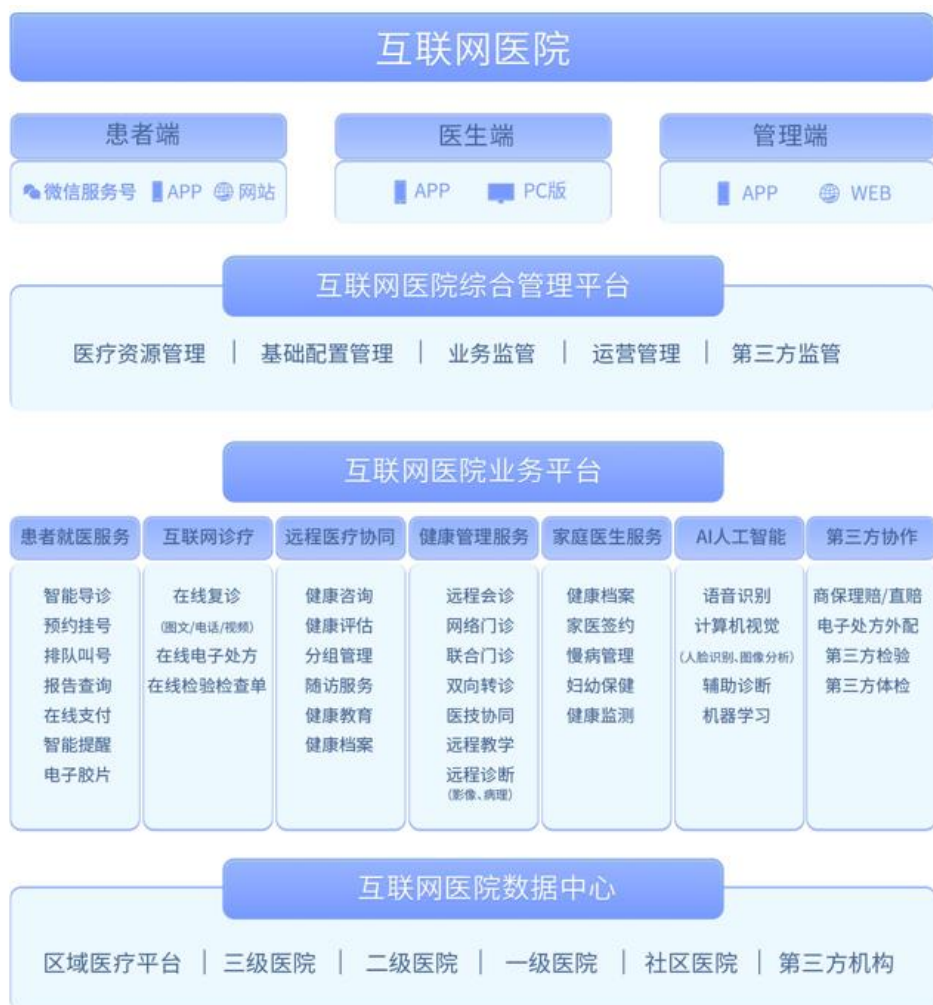 互联网医院
患者端
微信服务号 APP 网站
医生端
APP PC版
管理端
APP WEB
互联网医院综合管理平台
医疗资源管理 | 基础配置管理 | 业务监管 | 运营管理 | 第三方监管
互联网医院业务平台
患者就医服务
智能导诊
预约挂号
排队叫号
报告查询
在线支付
智能提醒
电子胶片
互联网诊疗
在线复诊
(图文/电话/视频)
在线电子处方
在线检验检查单
远程医疗协同
健康咨询
健康评估
分组管理
随访服务
健康教育
健康档案
健康管理服务
远程会诊
网络门诊
联合门诊
双向转诊
医技协同
远程教学
远程诊断
(影像、病理)
家庭医生服务
健康档案
家医签约
慢病管理
妇幼保健
健康监测
AI人工智能
语音识别
计算机视觉
(人脸识别、图像分析)
辅助诊断
机器学习
第三方协作
商保理赔/直赔
电子处方外配
第三方检验
第三方体检
互联网医院数据中心
区域医疗平台 | 三级医院 | 二级医院 | 一级医院 | 社区医院 | 第三方机构